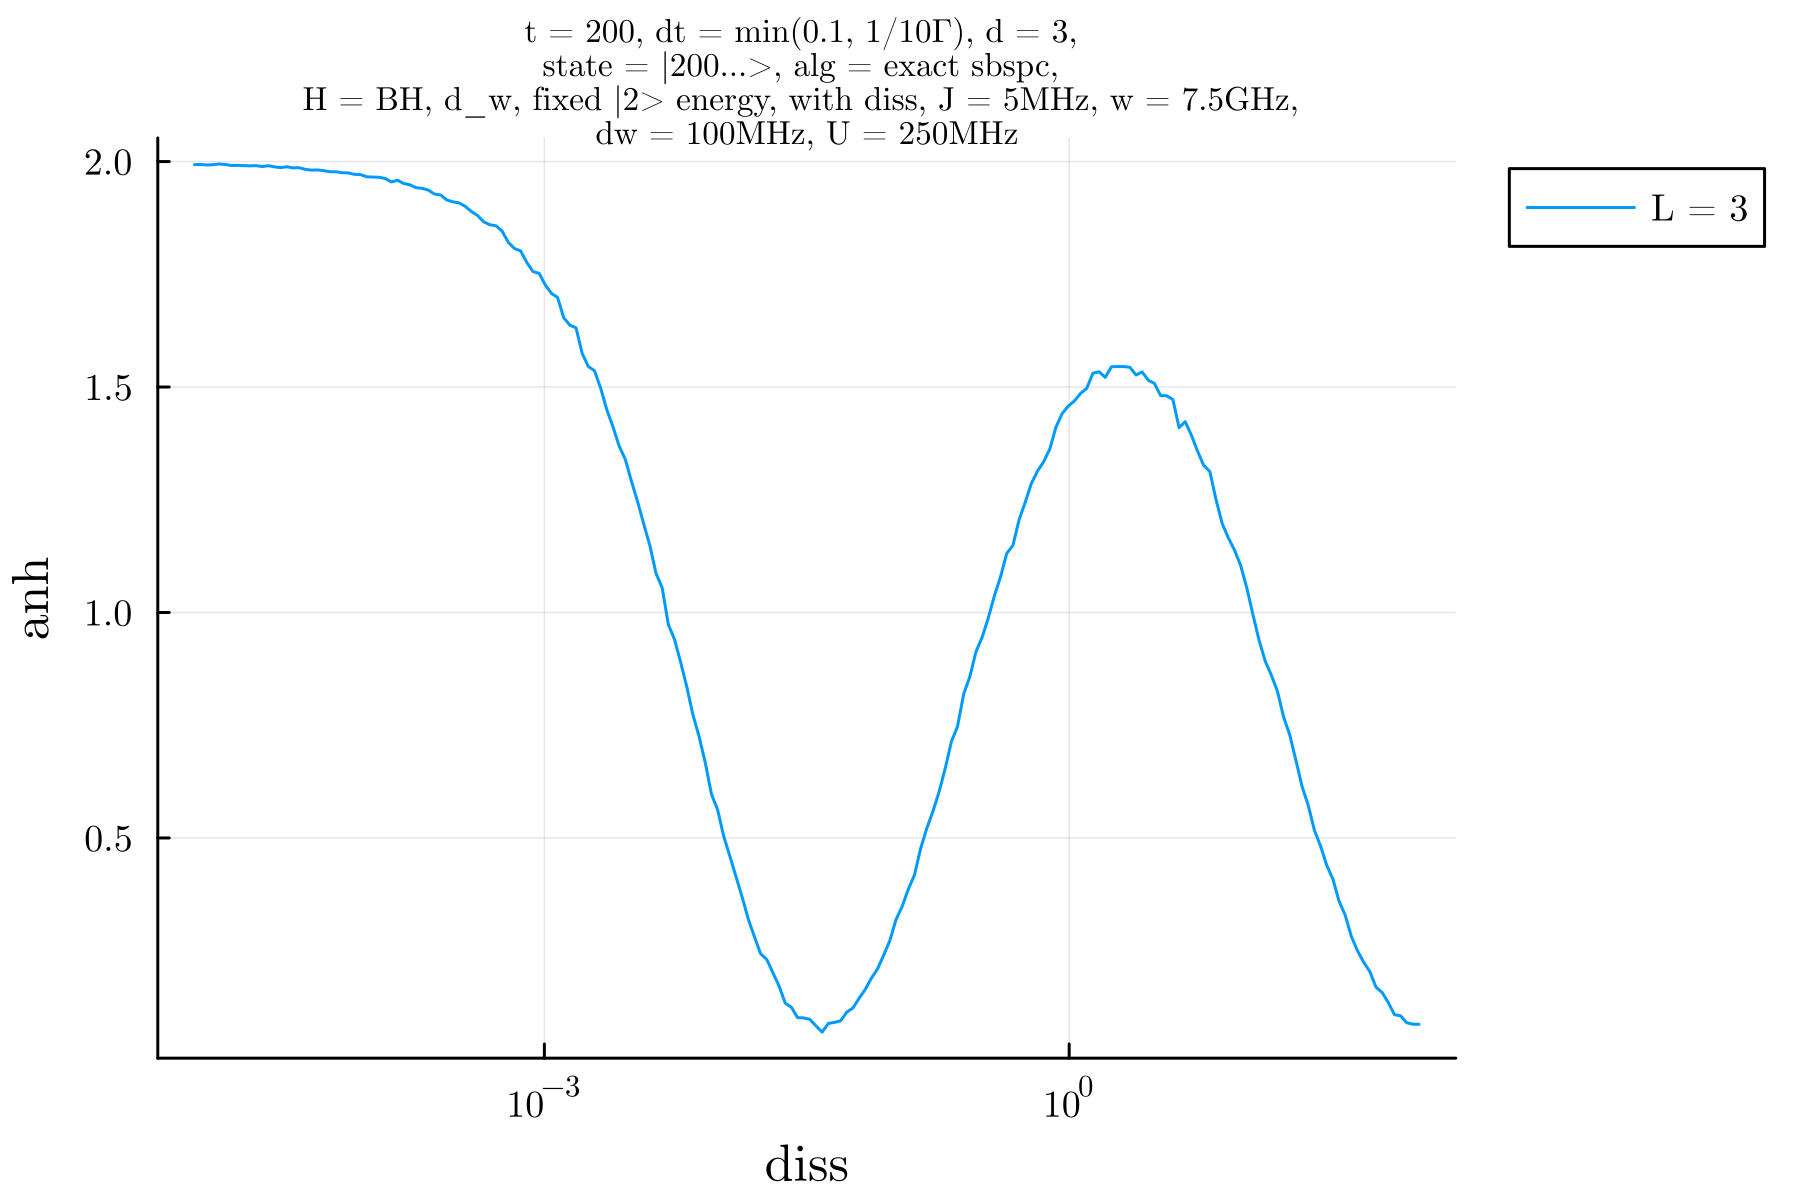 t = 200, dt = min(0.1, 1/10Γ), d = 3,
state = |200...>, alg = exact sbspc,
H = BH, d_w, fixed |2> energy, with diss, J = 5MHz, w = 7.5GHz,
dw = 100MHz, U = 250MHz
2.0
1.5
1.0
0.5
anh
10⁻³
10⁰
diss
L = 3